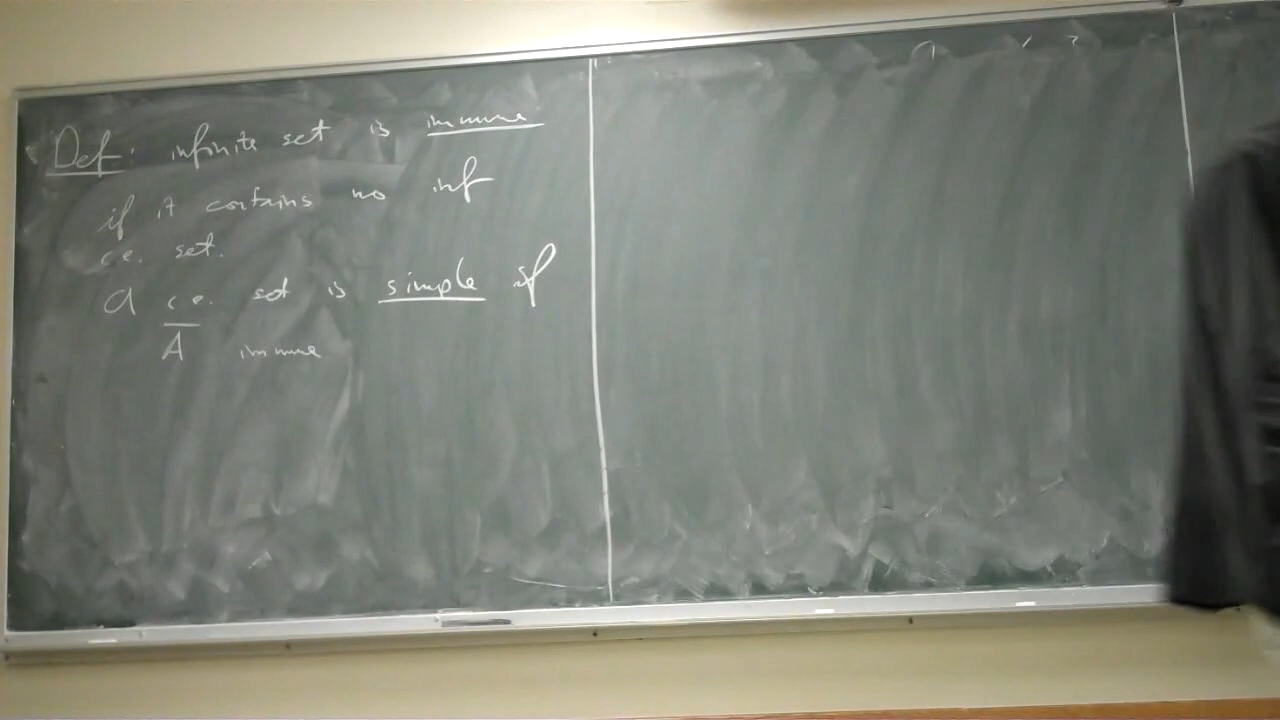 Def: infinite set is immune
if it contains no inf
c.e. set.
A c.e. set is simple if
A̅ immune